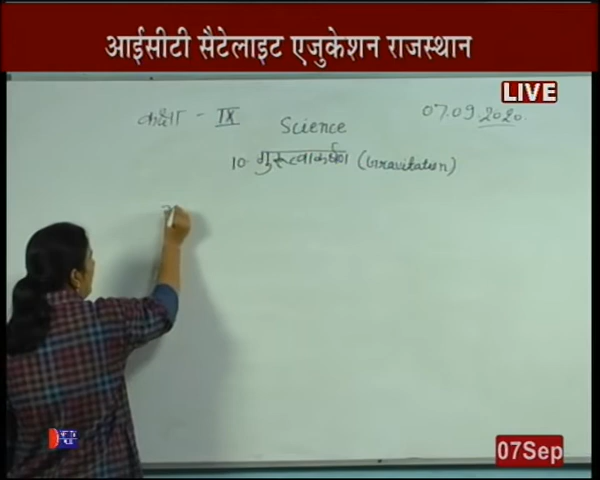 आईसीटी सैटेलाइट एजुकेशन राजस्थान
LIVE
कक्षा - IX
07.09.2020.
Science
10. गुरूत्वाकर्षण (Gravitation)
07Sep